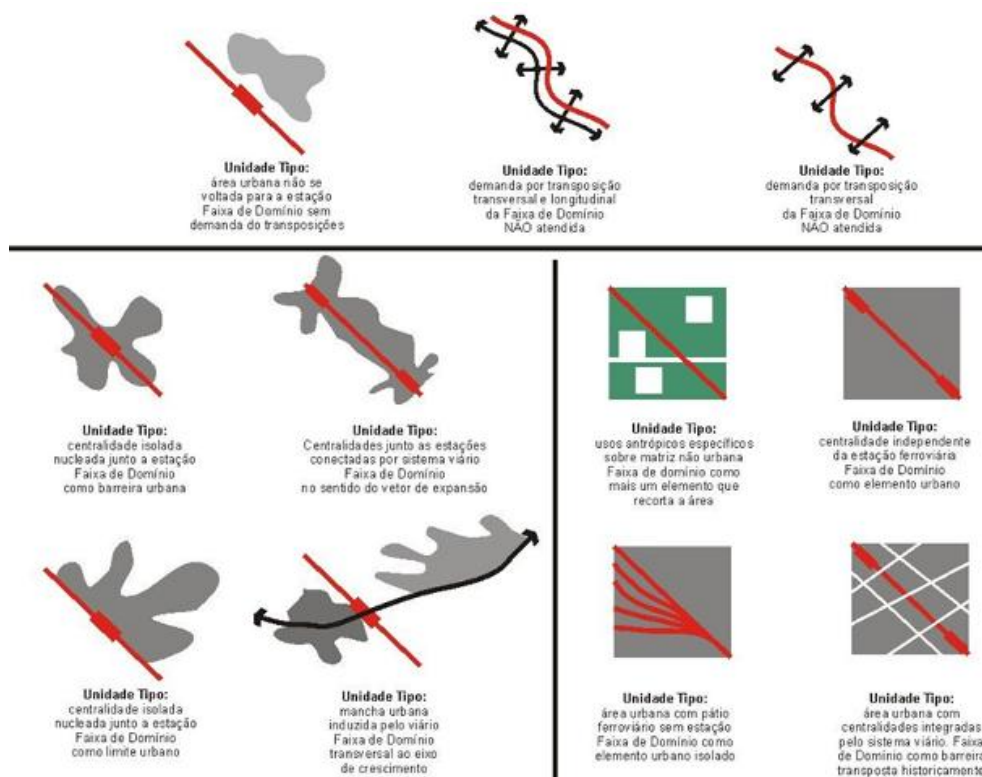 Unidade Tipo:
área urbana não se
voltada para a estação
Faixa de Domínio sem
demanda do transposições
Unidade Tipo:
demanda por transposição
transversal e longitudinal
da Faixa de Domínio
NÃO atendida
Unidade Tipo:
demanda por transposição
transversal
da Faixa de Domínio
NÃO atendida
Unidade Tipo:
centralidade isolada
nucleada junto a estação
Faixa de Domínio
como barreira urbana
Unidade Tipo:
Centralidades junto as estações
conectadas por sistema viário
Faixa de Domínio
no sentido do vetor de expansão
Unidade Tipo:
usos antrópicos específicos
sobre matriz não urbana
Faixa de domínio como
mais um elemento que
recorta a área
Unidade Tipo:
centralidade independente
da estação ferroviária
Faixa de Domínio
como elemento urbano
Unidade Tipo:
centralidade isolada
nucleada junto a estação
Faixa de Domínio
como limite urbano
Unidade Tipo:
mancha urbana
induzida pelo viário
Faixa de Domínio
transversal ao eixo
de crescimento
Unidade Tipo:
área urbana com pátio
ferroviário sem estação
Faixa de Domínio como
elemento urbano isolado
Unidade Tipo:
área urbana com
centralidades integradas
pelo sistema viário. Faixa
de Domínio como barreira
transposta historicamente